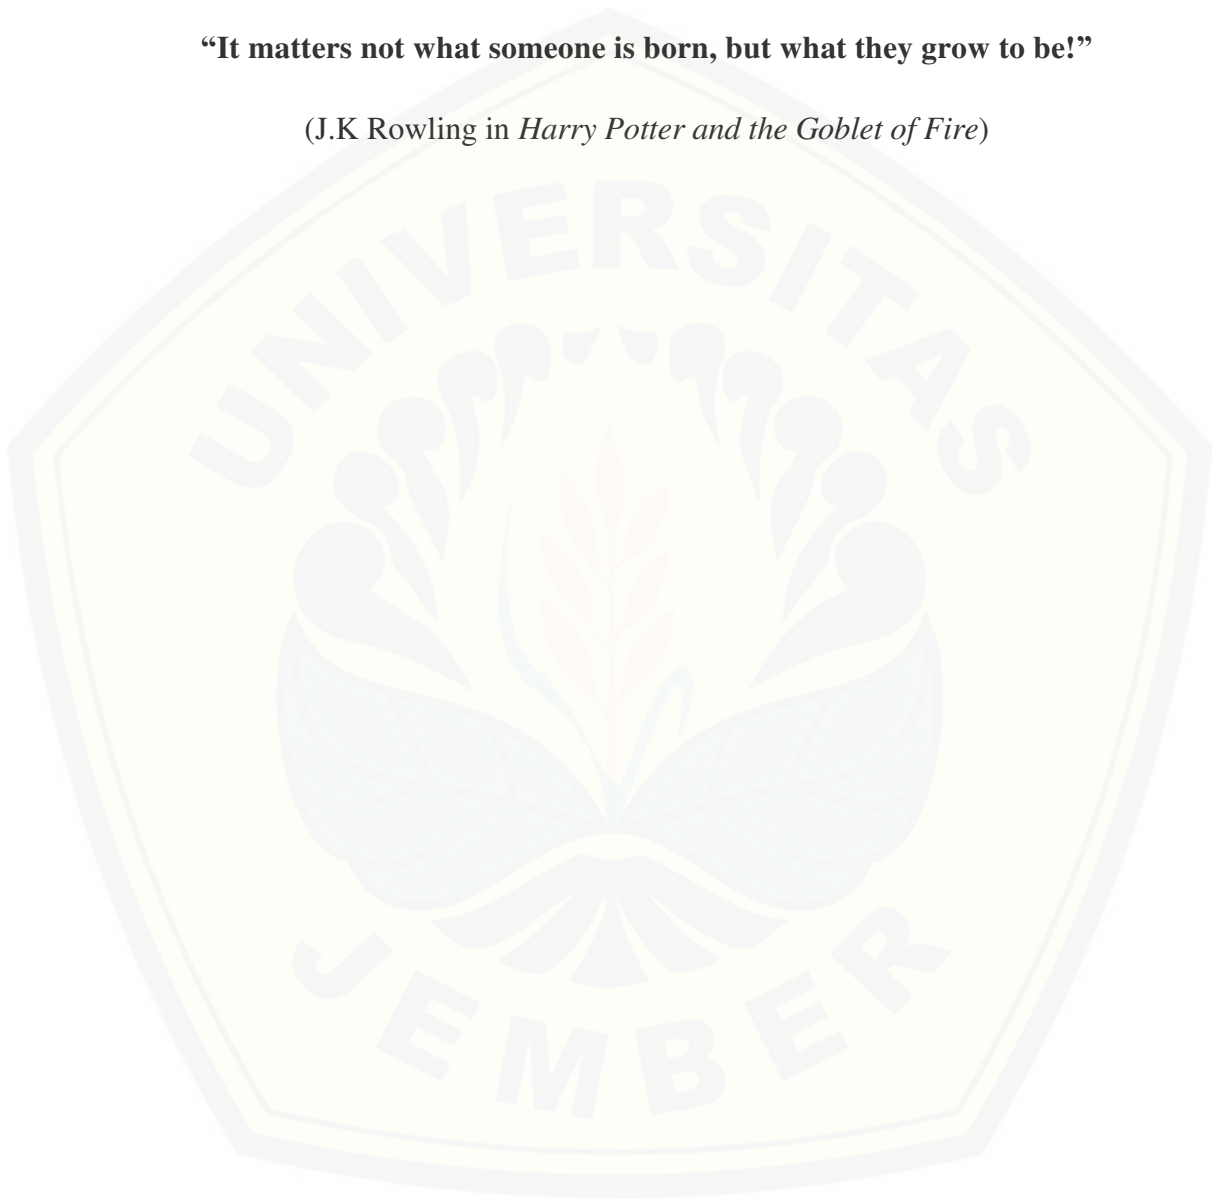 “It matters not what someone is born, but what they grow to be!”
(J.K Rowling in Harry Potter and the Goblet of Fire)
UNIVERSITAS
JEMBER